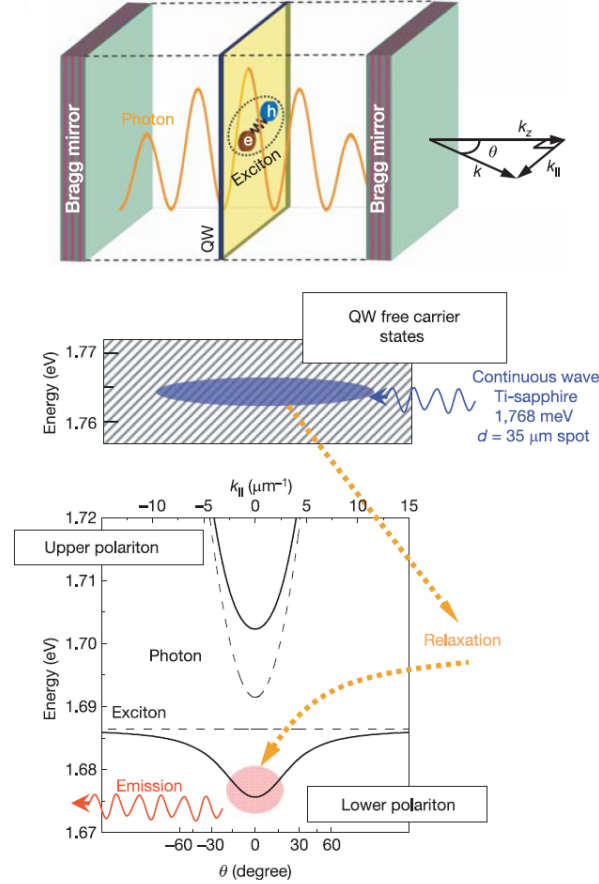 Bragg mirror
Photon
e
h
Exciton
QW
Bragg mirror
k_z
θ
k
k_||
QW free carrier
states
Energy (eV)
1.77
1.76
Continuous wave
Ti-sapphire
1,768 meV
d = 35 μm spot
k_|| (μm⁻¹)
−10 −5 0 5 10 15
1.72
1.71
1.70
1.69
1.68
1.67
Energy (eV)
Upper polariton
Photon
Exciton
Relaxation
Emission
Lower polariton
−60 −30 0 30 60
θ (degree)